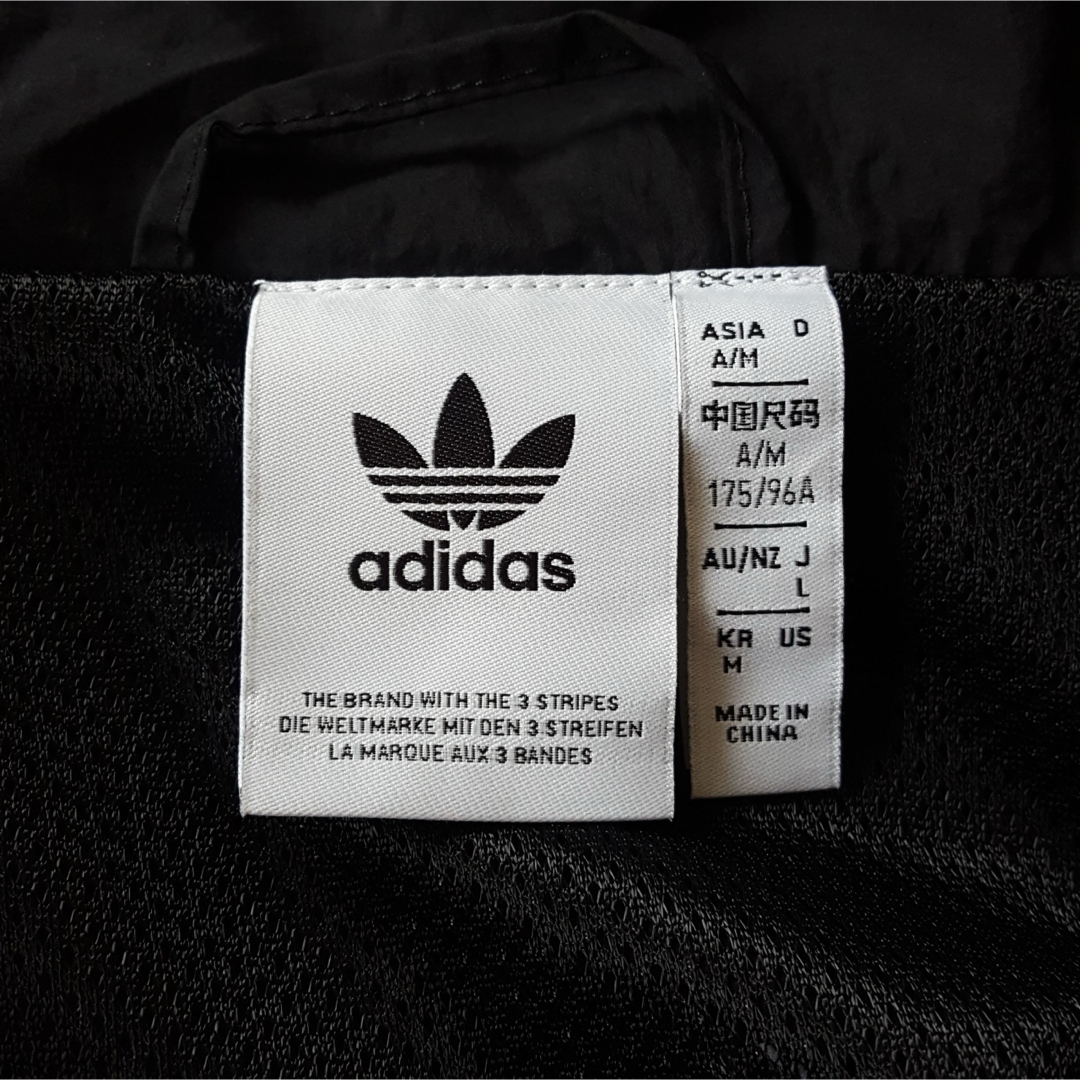 adidas
THE BRAND WITH THE 3 STRIPES
DIE WELTMARKE MIT DEN 3 STREIFEN
LA MARQUE AUX 3 BANDES
ASIA D
A/M
中国尺码
A/M
175/96A
AU/NZ J
L
KR US
M
MADE IN
CHINA